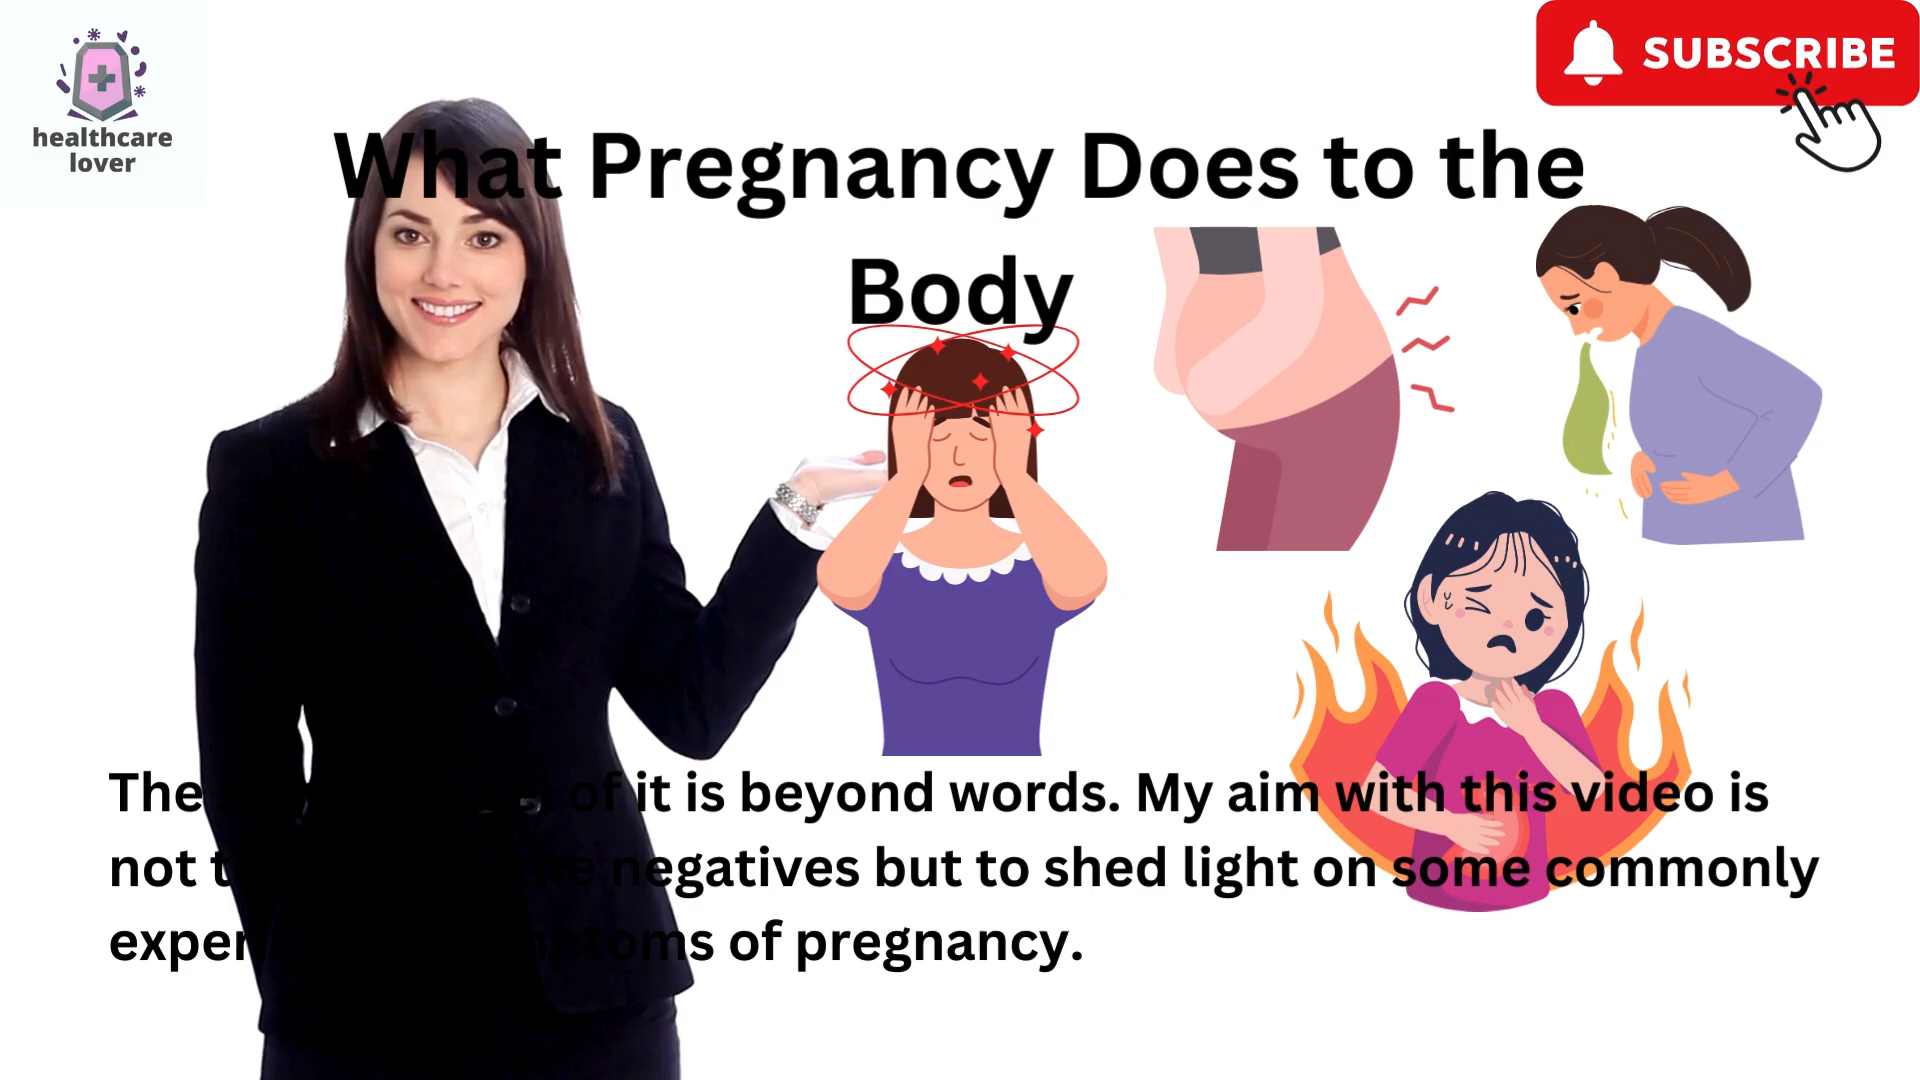 healthcare
lover
SUBSCRIBE
What Pregnancy Does to the
Body
The of it is beyond words. My aim with this video is
not negatives but to shed light on some commonly
of pregnancy.